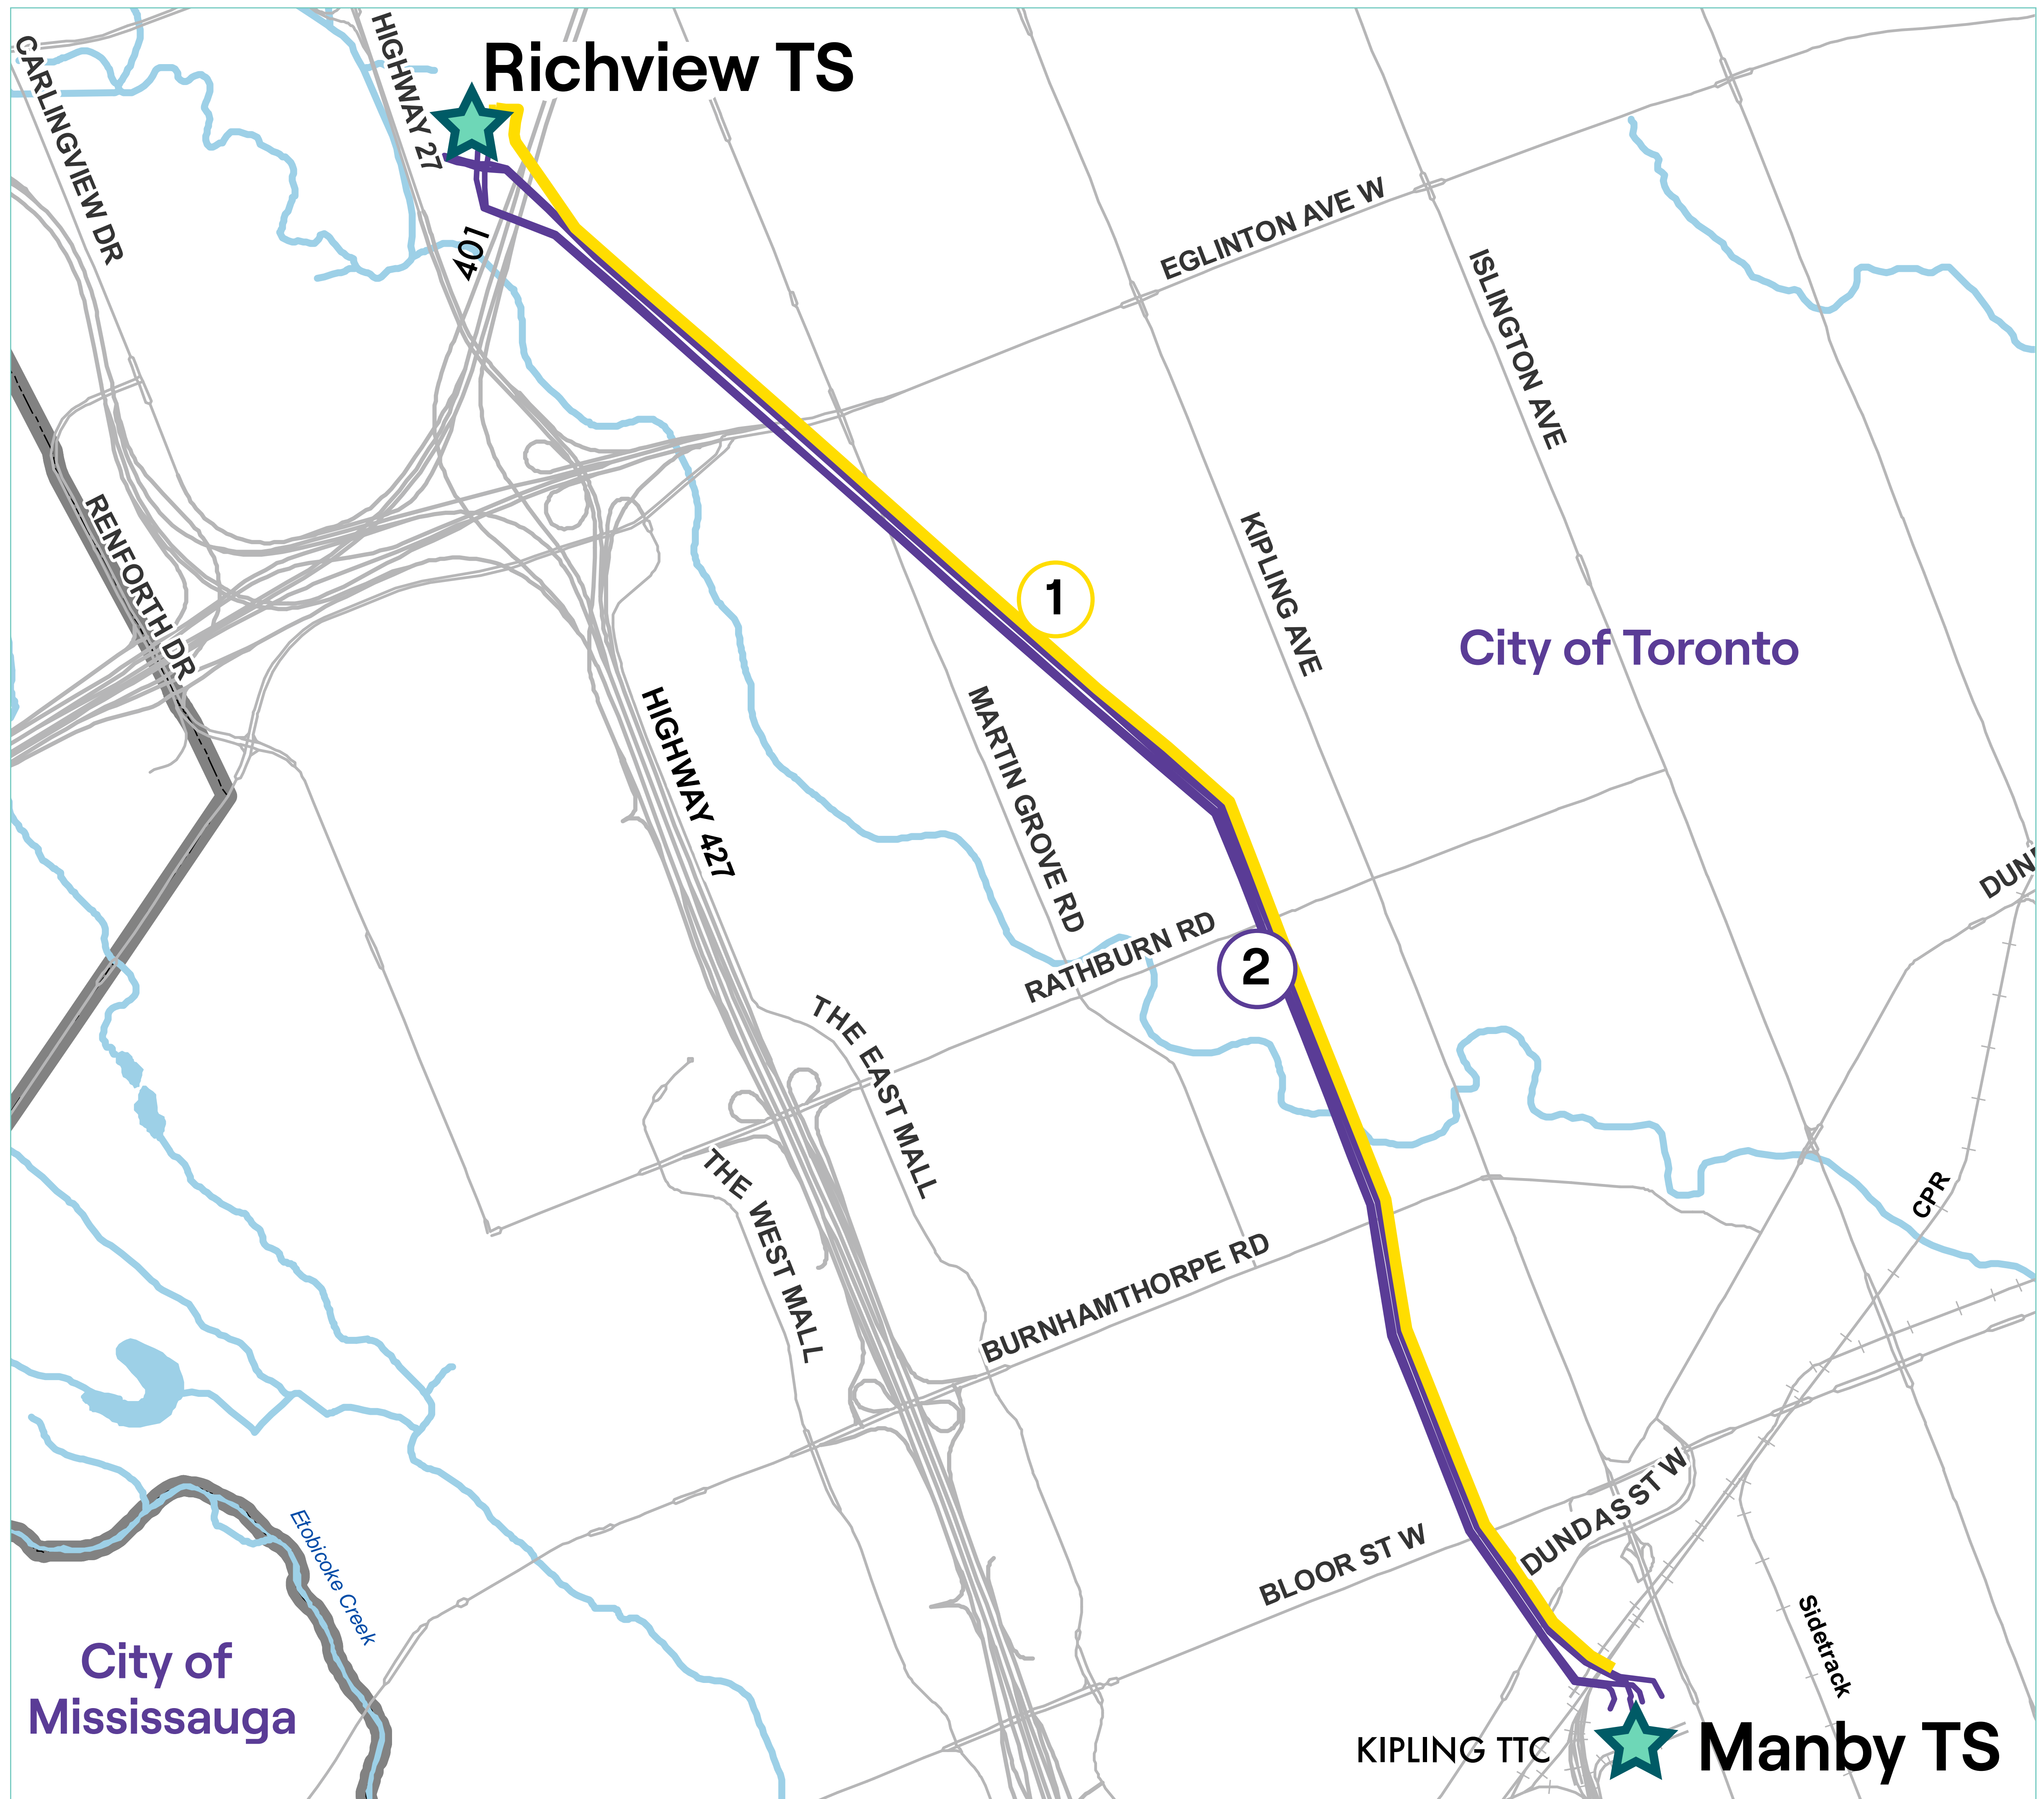 Richview TS
CARLINGVIEW DR
HIGHWAY 27
401
EGLINTON AVE W
ISLINGTON AVE
RENFORTH DR
KIPLING AVE
1
City of Toronto
HIGHWAY 427
MARTIN GROVE RD
RATHBURN RD
2
THE EAST MALL
THE WEST MALL
CPR
BURNHAMTHORPE RD
DUNDAS ST W
BLOOR ST W
Etobicoke Creek
Sidetrack
City of
Mississauga
KIPLING TTC
Manby TS